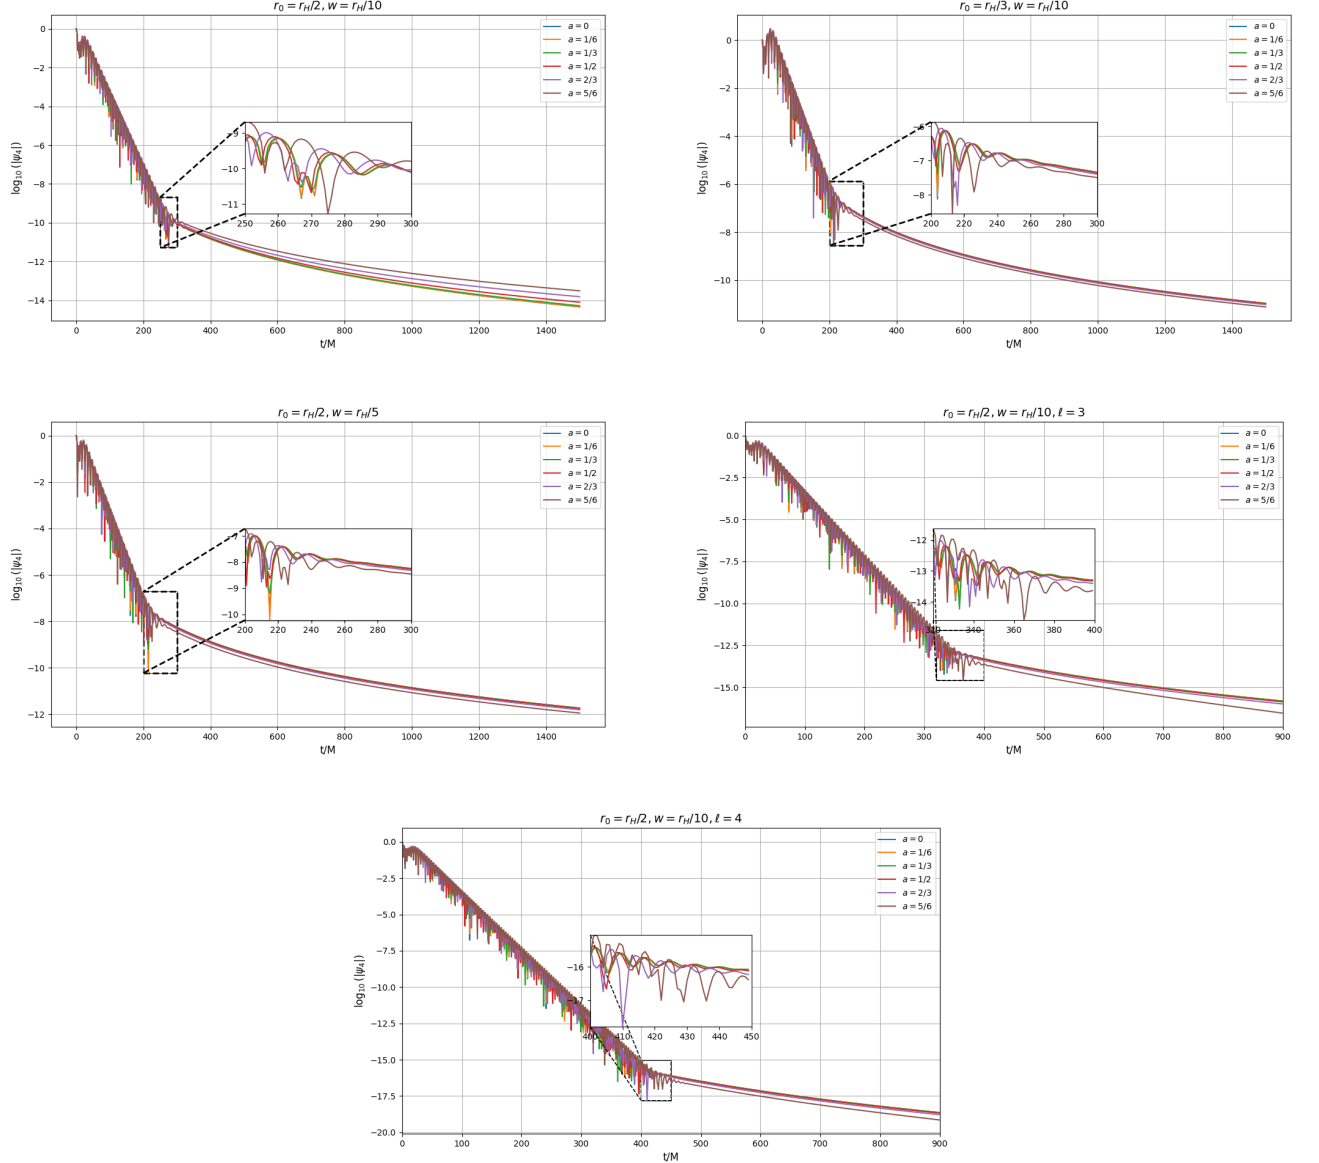 r₀ = r_H/2, w = r_H/10
log₁₀ (|ψ₄|)
0
−2
−4
−6
−8
−10
−12
−14
0 200 400 600 800 1000 1200 1400
t/M
a = 0
a = 1/6
a = 1/3
a = 1/2
a = 2/3
a = 5/6
−9
−10
−11
250 260 270 280 290 300
r₀ = r_H/3, w = r_H/10
log₁₀ (|ψ₄|)
0
−2
−4
−6
−8
−10
0 200 400 600 800 1000 1200 1400
t/M
a = 0
a = 1/6
a = 1/3
a = 1/2
a = 2/3
a = 5/6
−6
−7
−8
200 220 240 260 280 300
r₀ = r_H/2, w = r_H/5
log₁₀ (|ψ₄|)
0
−2
−4
−6
−8
−10
−12
0 200 400 600 800 1000 1200 1400
t/M
a = 0
a = 1/6
a = 1/3
a = 1/2
a = 2/3
a = 5/6
−7
−8
−9
−10
200 220 240 260 280 300
r₀ = r_H/2, w = r_H/10, ℓ = 3
log₁₀ (|ψ₄|)
0.0
−2.5
−5.0
−7.5
−10.0
−12.5
−15.0
0 100 200 300 400 500 600 700 800 900
t/M
a = 0
a = 1/6
a = 1/3
a = 1/2
a = 2/3
a = 5/6
−12
−13
−14
320 340 360 380 400
r₀ = r_H/2, w = r_H/10, ℓ = 4
log₁₀ (|ψ₄|)
0.0
−2.5
−5.0
−7.5
−10.0
−12.5
−15.0
−17.5
−20.0
0 100 200 300 400 500 600 700 800 900
t/M
a = 0
a = 1/6
a = 1/3
a = 1/2
a = 2/3
a = 5/6
−16
−17
400 410 420 430 440 450